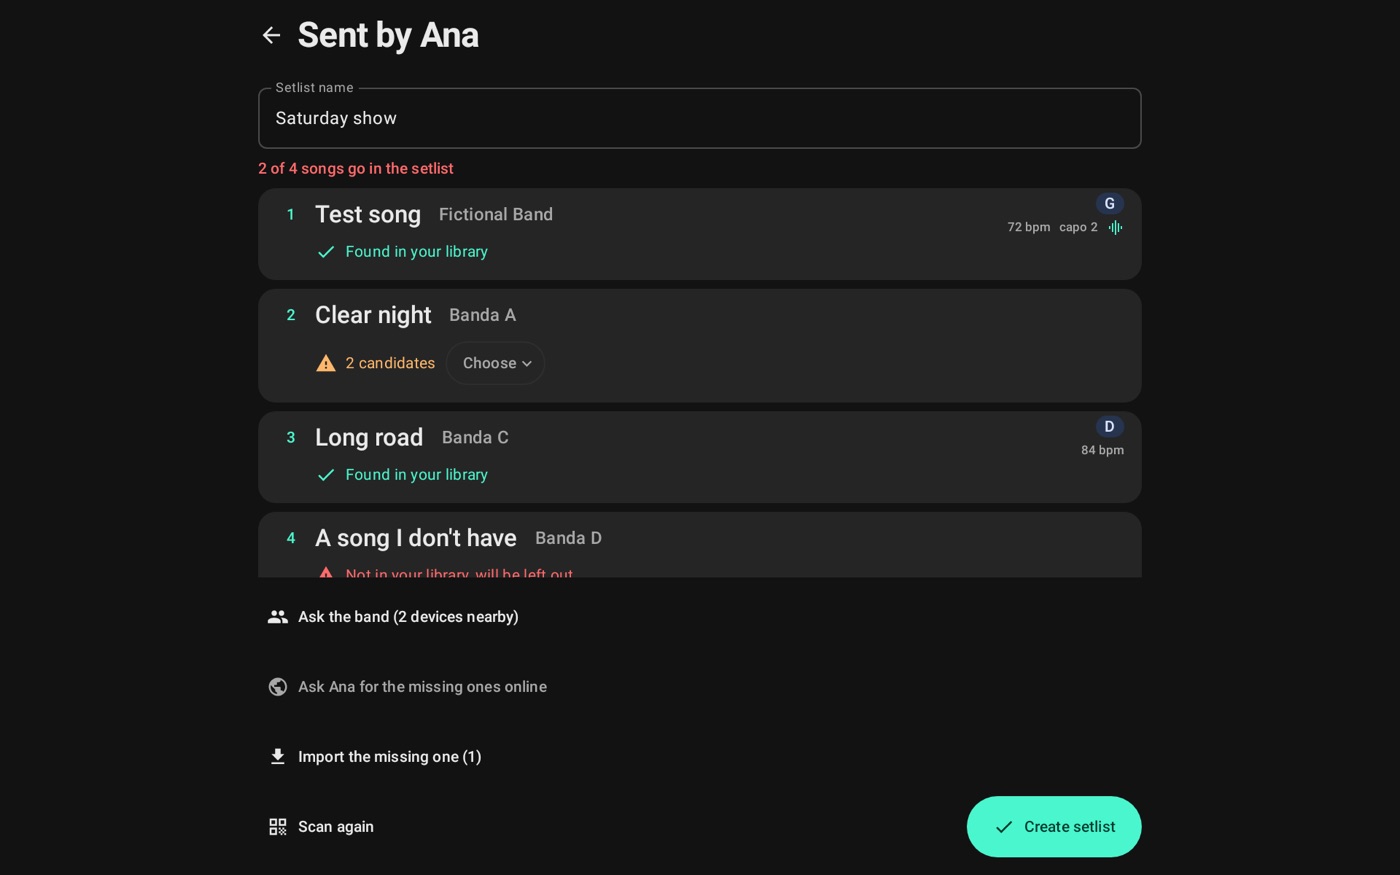 Sent by Ana
Setlist name
Saturday show
2 of 4 songs go in the setlist
1 Test song Fictional Band G
72 bpm capo 2
Found in your library
2 Clear night Banda A
2 candidates Choose
3 Long road Banda C D
84 bpm
Found in your library
4 A song I don't have Banda D
Not in your library, will be left out
Ask the band (2 devices nearby)
Ask Ana for the missing ones online
Import the missing one (1)
Scan again
Create setlist